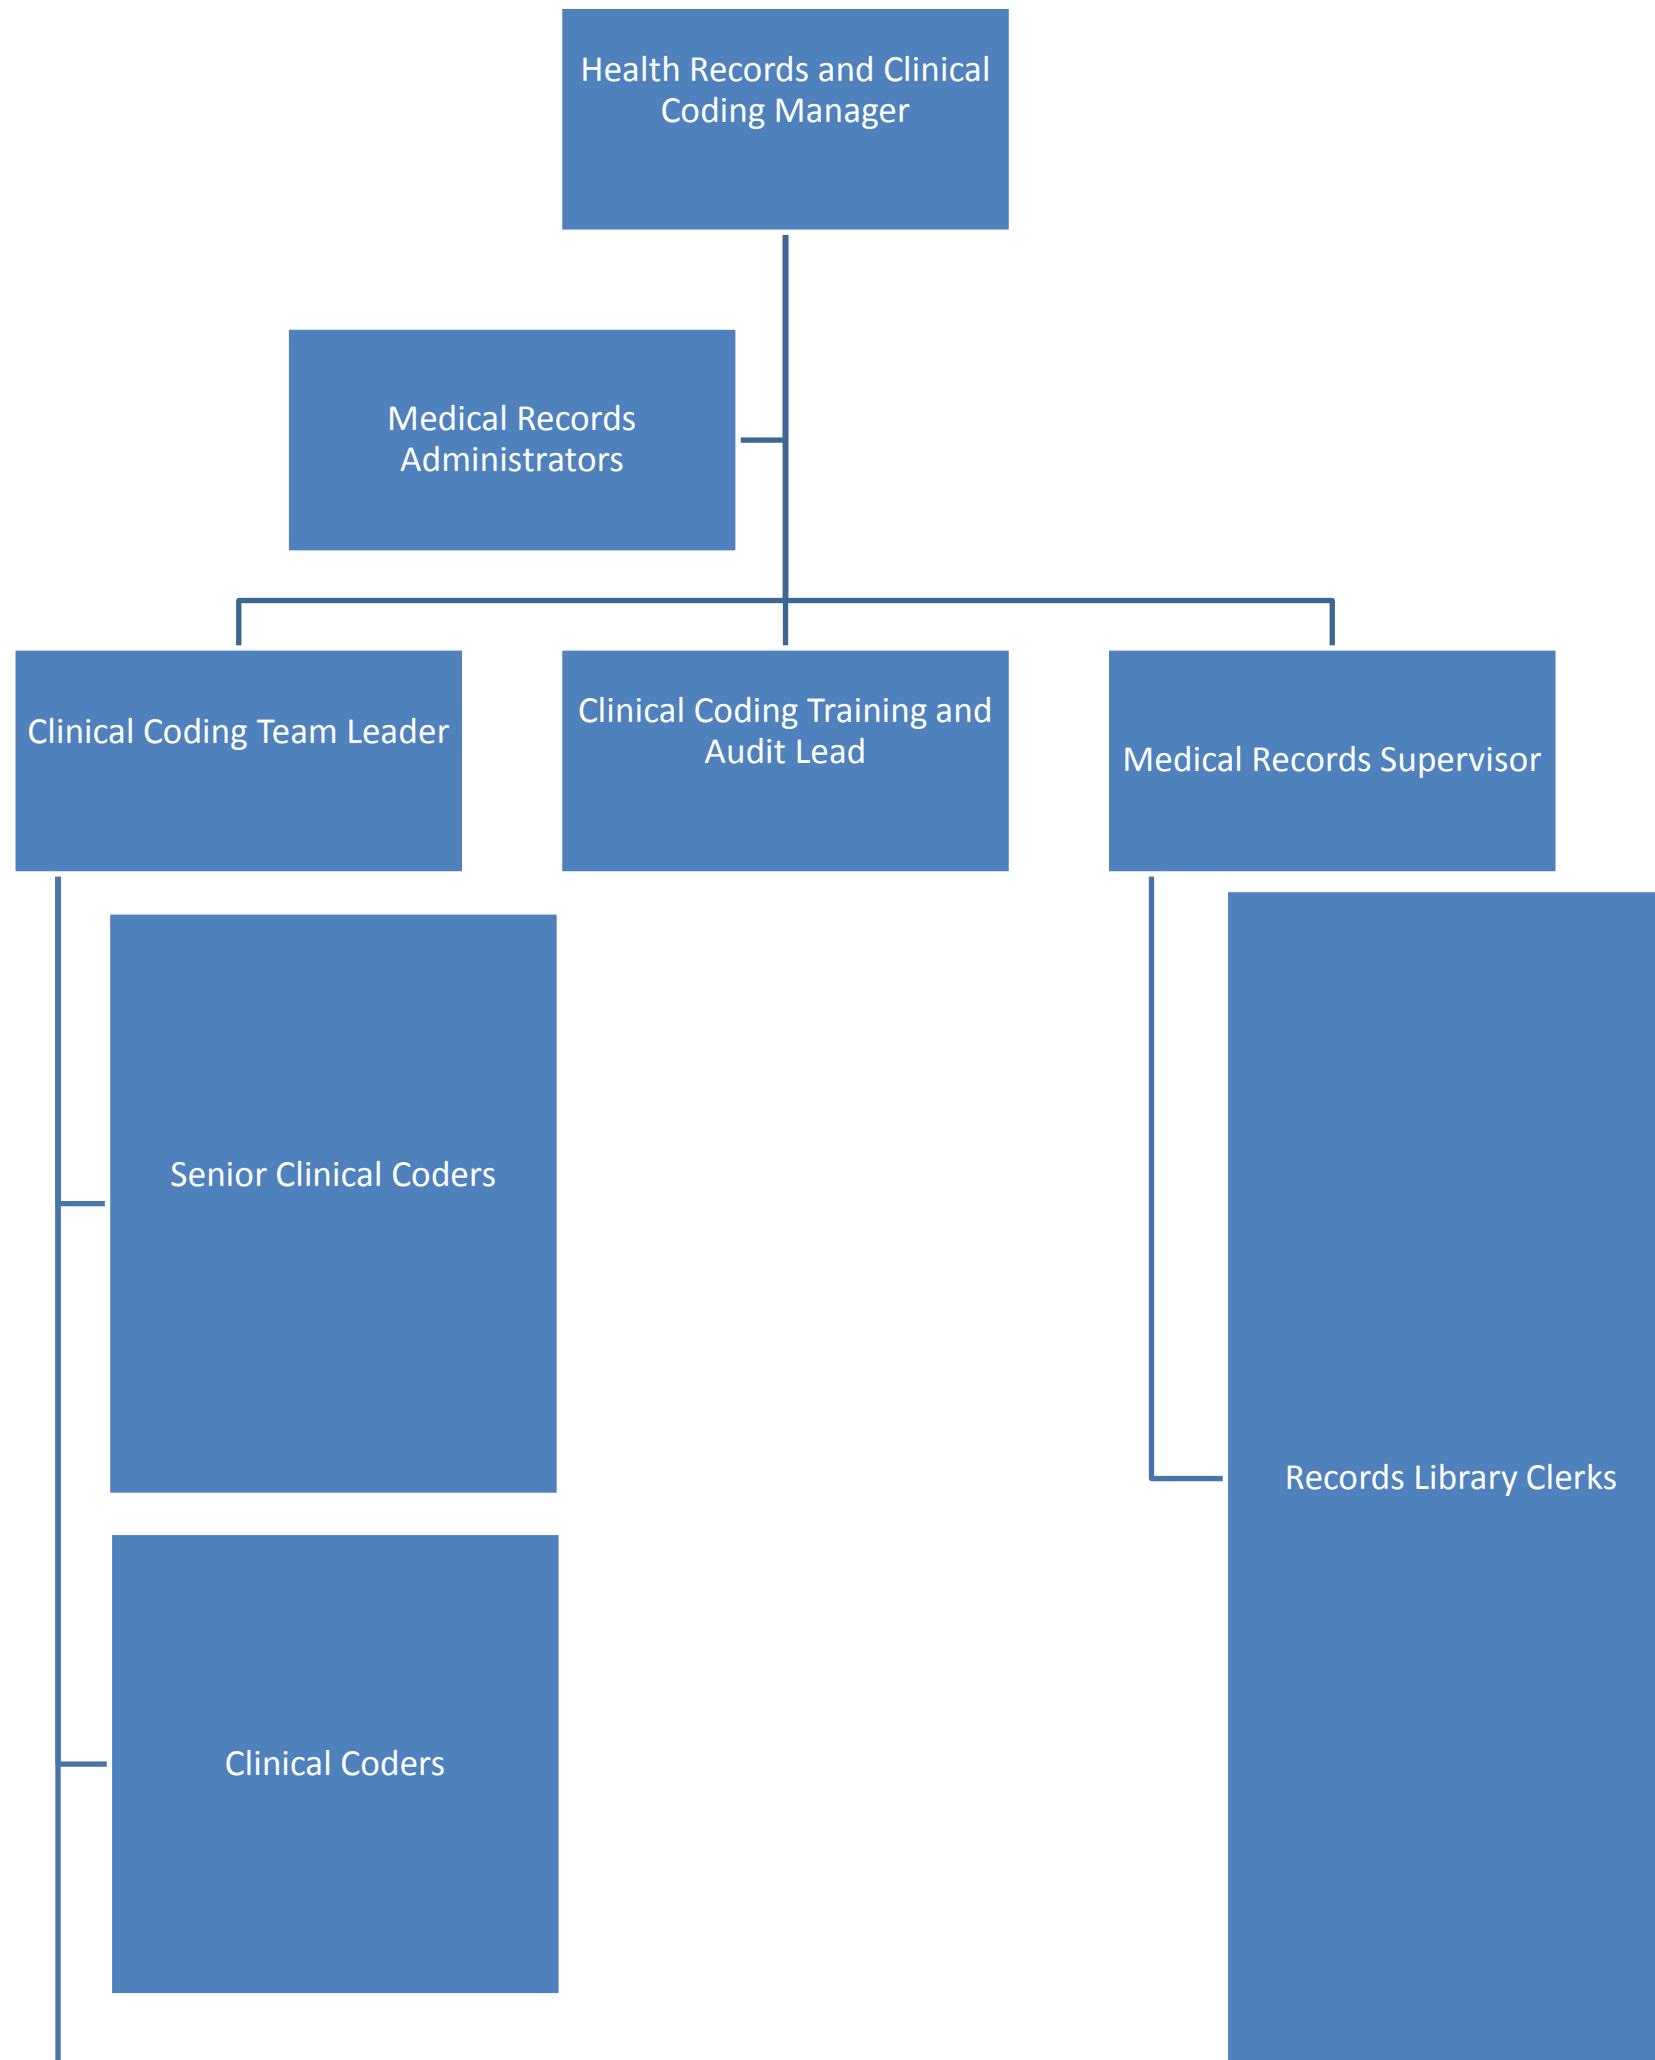 Health Records and Clinical
Coding Manager
Medical Records
Administrators
Clinical Coding Team Leader
Clinical Coding Training and
Audit Lead
Medical Records Supervisor
Senior Clinical Coders
Records Library Clerks
Clinical Coders